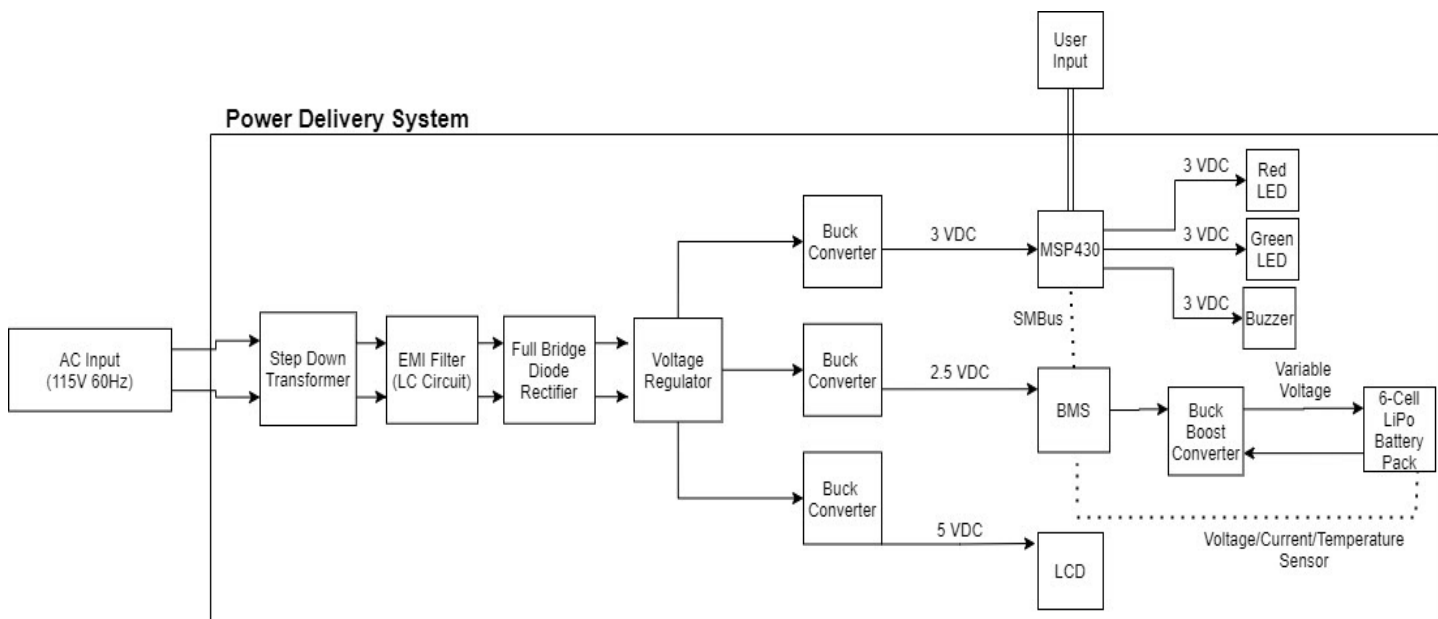 User
Input
Power Delivery System
3 VDC
Red
LED
Buck
Converter
3 VDC
MSP430
3 VDC
Green
LED
SMBus
3 VDC
Buzzer
AC Input
(115V 60Hz)
Step Down
Transformer
EMI Filter
(LC Circuit)
Full Bridge
Diode
Rectifier
Voltage
Regulator
Buck
Converter
2.5 VDC
BMS
Buck
Boost
Converter
Variable
Voltage
6-Cell
LiPo
Battery
Pack
Buck
Converter
5 VDC
LCD
Voltage/Current/Temperature
Sensor